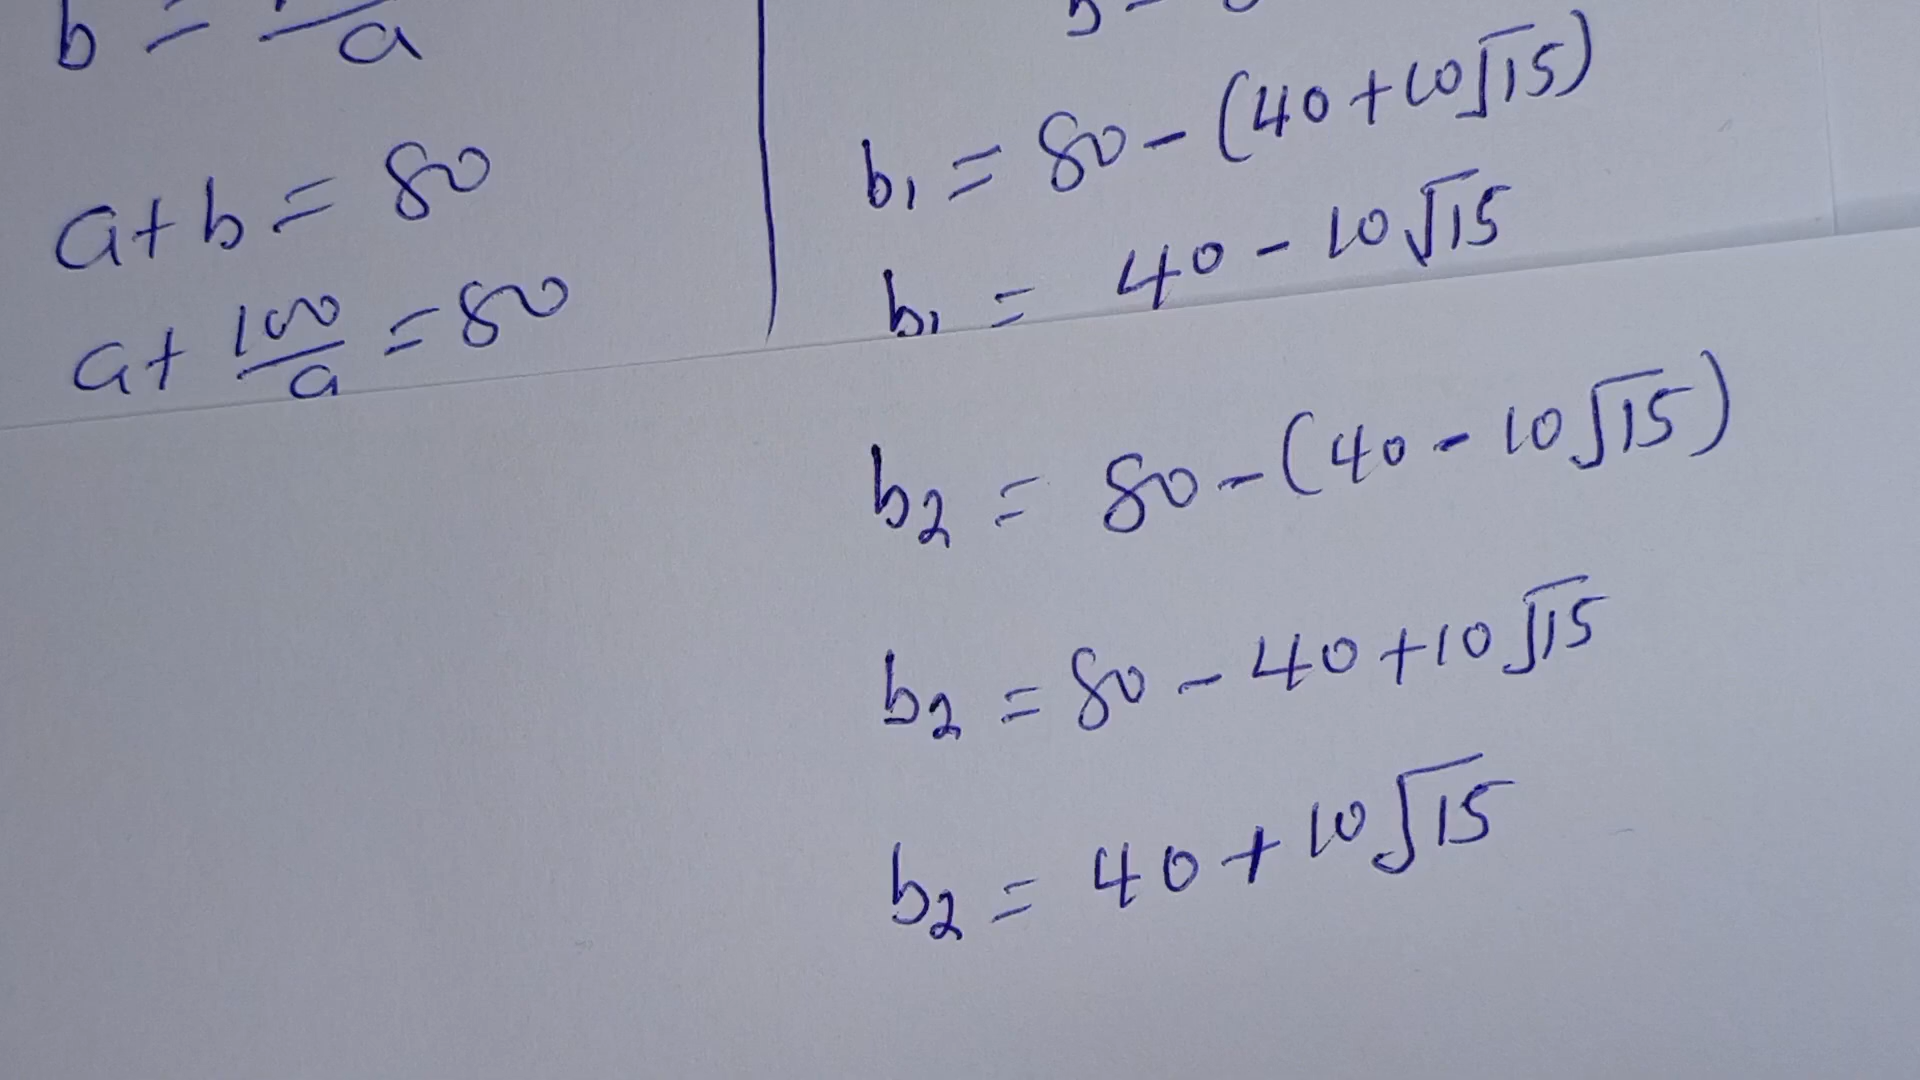 b = a
a+b = 80
a + 100/a = 80
b₁ = 80 - (40 + 10√15)
b₁ = 40 - 10√15
b₂ = 80 - (40 - 10√15)
b₂ = 80 - 40 + 10√15
b₂ = 40 + 10√15